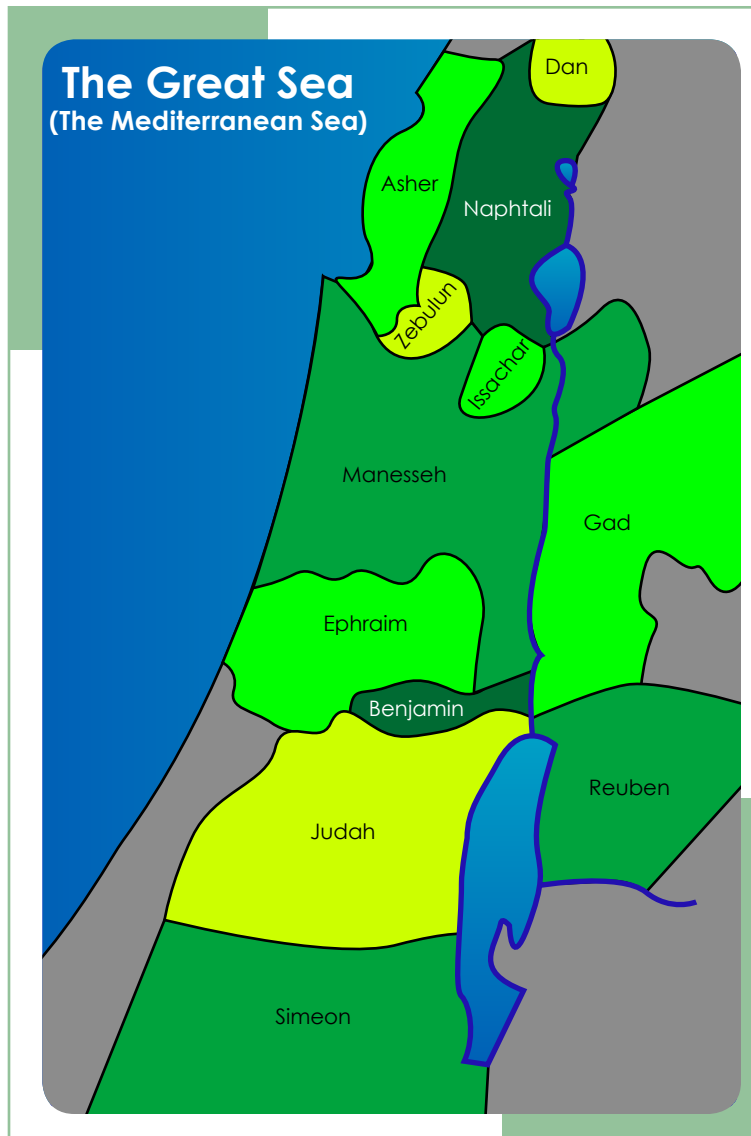 The Great Sea
(The Mediterranean Sea)
Dan
Asher
Naphtali
Zebulun
Issachar
Manesseh
Gad
Ephraim
Benjamin
Reuben
Judah
Simeon